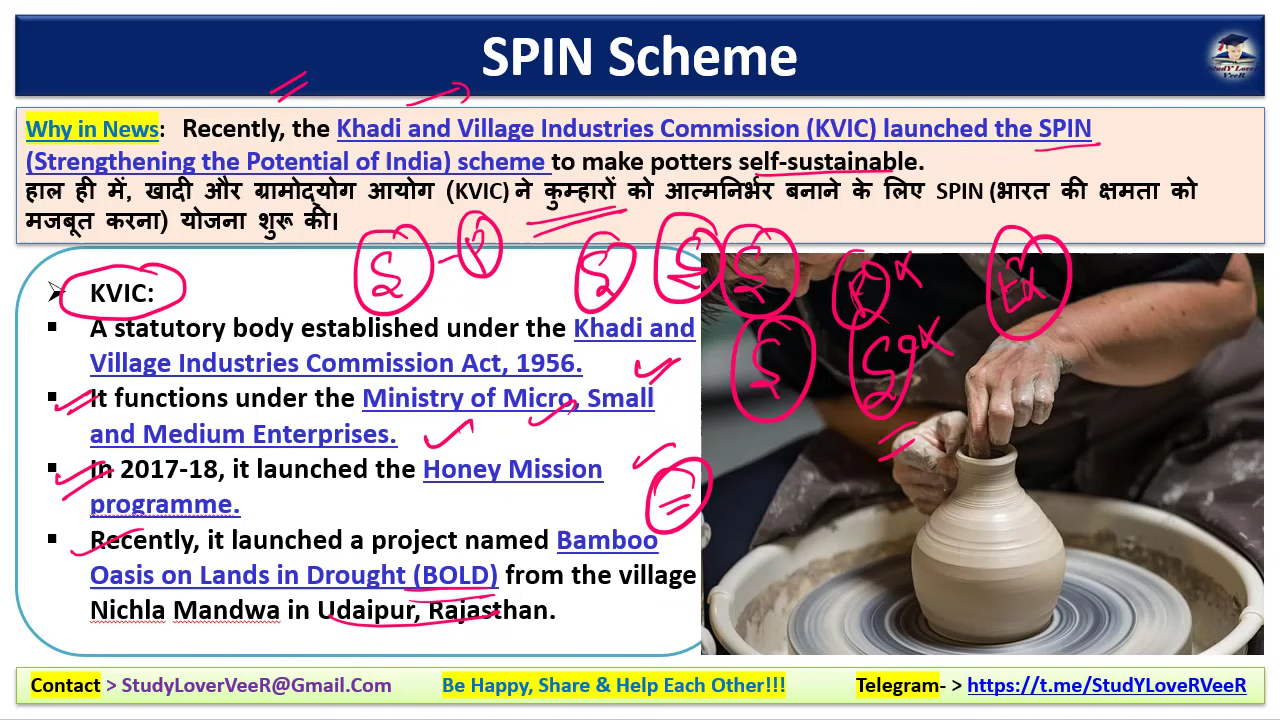 SPIN Scheme
StudY Lover
VeeR
Why in News: Recently, the Khadi and Village Industries Commission (KVIC) launched the SPIN
(Strengthening the Potential of India) scheme to make potters self-sustainable.
हाल ही में, खादी और ग्रामोद्योग आयोग (KVIC) ने कुम्हारों को आत्मनिर्भर बनाने के लिए SPIN (भारत की क्षमता को
मजबूत करना) योजना शुरू की।
KVIC:
A statutory body established under the Khadi and
Village Industries Commission Act, 1956.
It functions under the Ministry of Micro, Small
and Medium Enterprises.
In 2017-18, it launched the Honey Mission
programme.
Recently, it launched a project named Bamboo
Oasis on Lands in Drought (BOLD) from the village
Nichla Mandwa in Udaipur, Rajasthan.
Contact > StudyLoverVeeR@Gmail.Com Be Happy, Share & Help Each Other!!! Telegram- > https://t.me/StudYLoveRVeeR